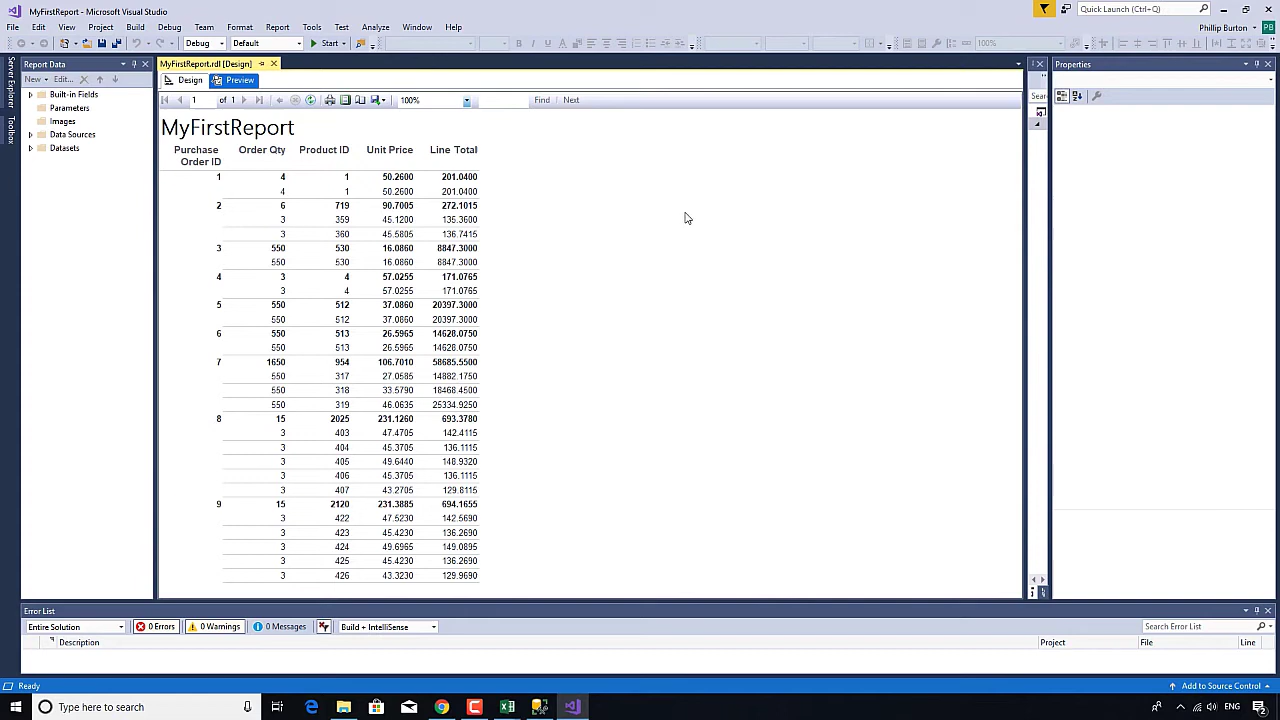 MyFirstReport - Microsoft Visual Studio
Quick Launch (Ctrl+Q)
File Edit View Project Build Debug Team Format Report Tools Test Analyze Window Help
Phillip Burton
PB
Debug Default Start 100%
Server Explorer
Toolbox
Report Data
New Edit...
Built-in Fields
Parameters
Images
Data Sources
Datasets
MyFirstReport.rdl [Design]
Design Preview
1 of 1 100% Find Next
MyFirstReport
Purchase Order Qty Product ID Unit Price Line Total
Order ID
1 4 1 50.2600 201.0400
4 1 50.2600 201.0400
2 6 719 90.7005 272.1015
3 359 45.1200 135.3600
3 360 45.5805 136.7415
3 550 530 16.0860 8847.3000
550 530 16.0860 8847.3000
4 3 4 57.0255 171.0765
3 4 57.0255 171.0765
5 550 512 37.0860 20397.3000
550 512 37.0860 20397.3000
6 550 513 26.5965 14628.0750
550 513 26.5965 14628.0750
7 1650 954 106.7010 58685.5500
550 317 27.0585 14882.1750
550 318 33.5790 18468.4500
550 319 46.0635 25334.9250
8 15 2025 231.1260 693.3780
3 403 47.4705 142.4115
3 404 45.3705 136.1115
3 405 49.6440 148.9320
3 406 45.3705 136.1115
3 407 43.2705 129.8115
9 15 2120 231.3885 694.1655
3 422 47.5230 142.5690
3 423 45.4230 136.2690
3 424 49.6965 149.0895
3 425 45.4230 136.2690
3 426 43.3230 129.9690
Sear
Properties
Error List
Entire Solution 0 Errors 0 Warnings 0 Messages Build + IntelliSense Search Error List
Description Project File Line
Ready Add to Source Control
Type here to search ENG 2